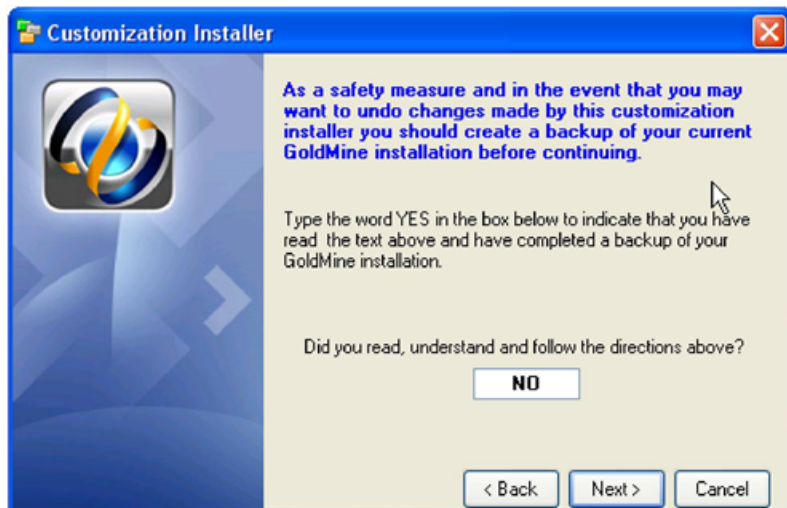 Customization Installer
As a safety measure and in the event that you may
want to undo changes made by this customization
installer you should create a backup of your current
GoldMine installation before continuing.
Type the word YES in the box below to indicate that you have
read the text above and have completed a backup of your
GoldMine installation.
Did you read, understand and follow the directions above?
NO
< Back Next > Cancel